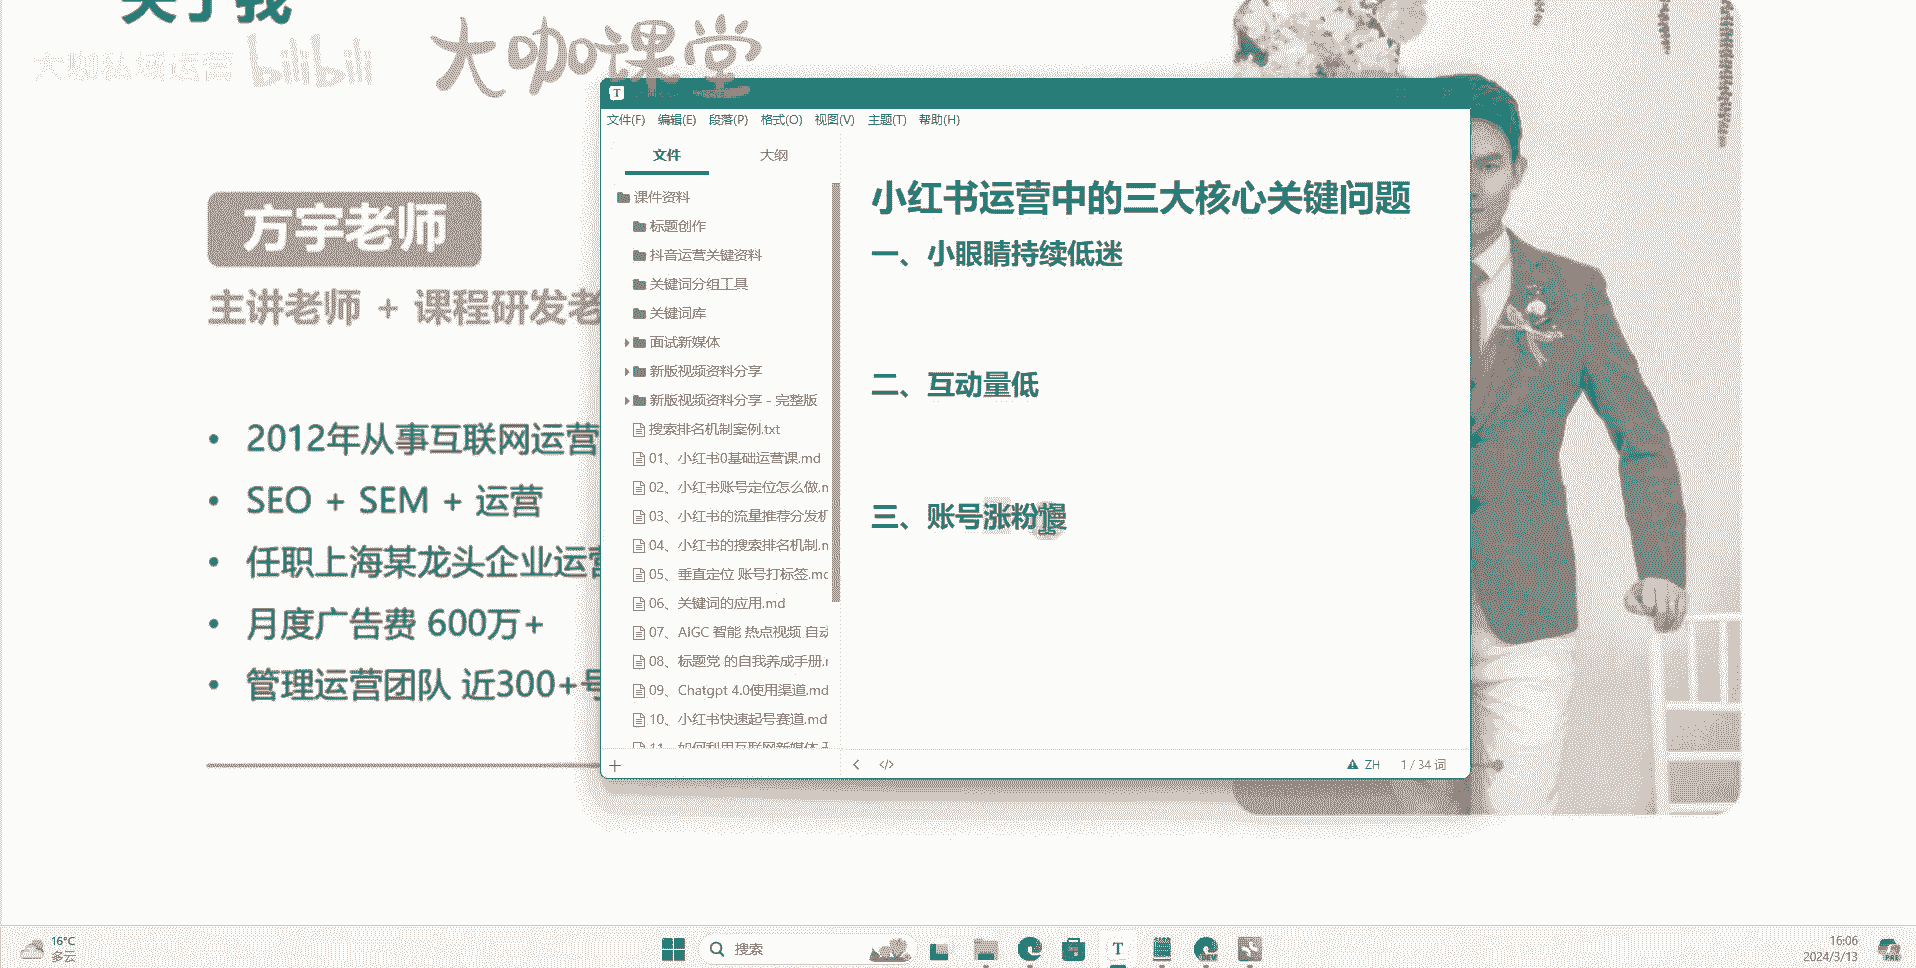 关于我
大咖私域运营 bilibili
大咖课堂
方宇老师
主讲老师 + 课程研发老
2012年从事互联网运营
SEO + SEM + 运营
任职上海某龙头企业运营
月度广告费 600万+
管理运营团队 近300+号
T
文件(F) 编辑(E) 段落(P) 格式(O) 视图(V) 主题(T) 帮助(H)
文件 大纲
课件资料
标题创作
抖音运营关键资料
关键词分组工具
关键词库
面试新媒体
新版视频资料分享
新版视频资料分享 - 完整版
搜索排名机制案例.txt
01、小红书0基础运营课.md
02、小红书账号定位怎么做.m
03、小红书的流量推荐分发机
04、小红书的搜索排名机制.m
05、垂直定位 账号打标签.md
06、关键词的应用.md
07、AIGC 智能 热点视频 自动
08、标题党 的自我养成手册.m
09、Chatgpt 4.0使用渠道.md
10、小红书快速起号赛道.md
11、如何利用互联网新媒体
小红书运营中的三大核心关键问题
一、小眼睛持续低迷
二、互动量低
三、账号涨粉慢
</> ZH 1 / 34 词
16°C
多云
搜索
T
DEV
16:06
2024/3/13
PRE